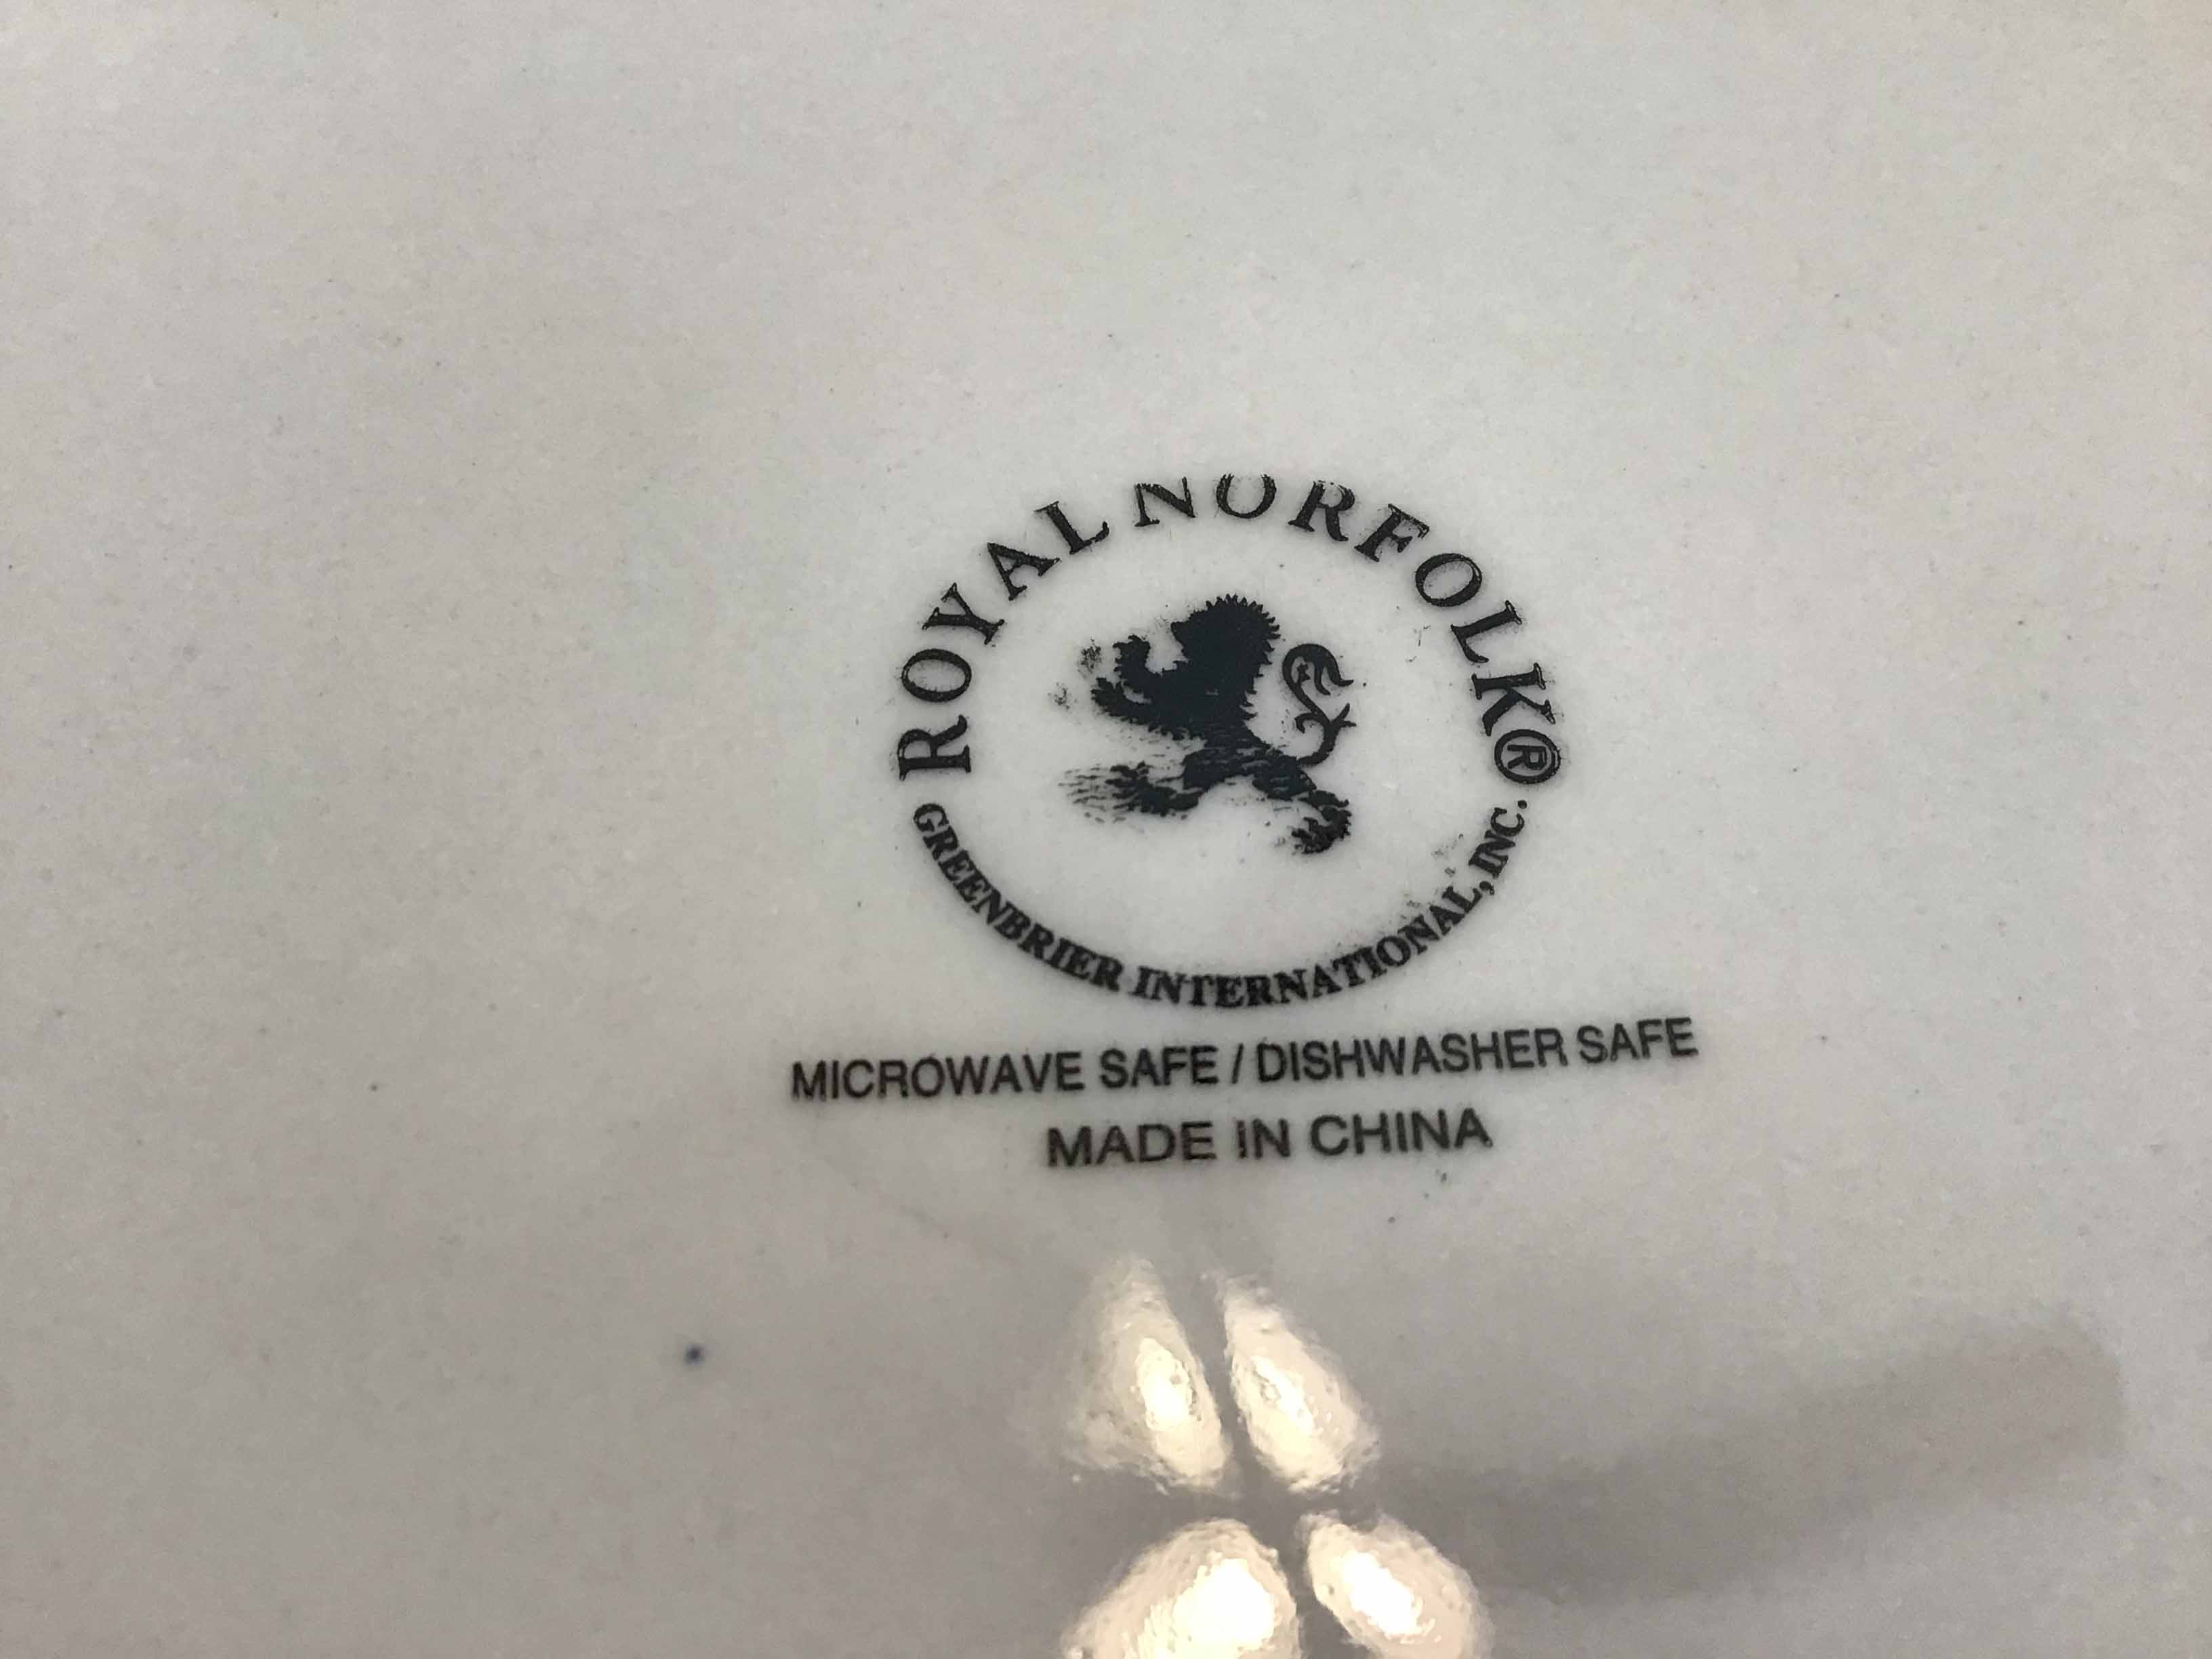 ROYAL NORFOLK®
GREENBRIER INTERNATIONAL, INC.
MICROWAVE SAFE / DISHWASHER SAFE
MADE IN CHINA